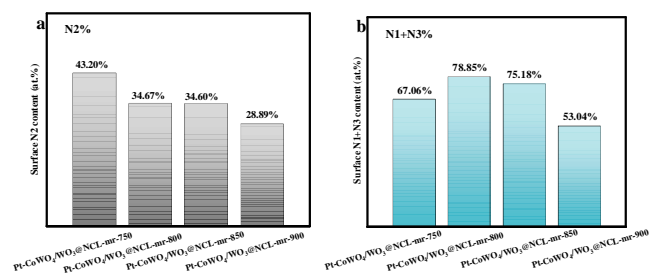 a
N2%
Surface N2 content (at.%)
43.20%
34.67%
34.60%
28.89%
Pt-CoWO₄/WO₃@NCL-mr-750
Pt-CoWO₄/WO₃@NCL-mr-800
Pt-CoWO₄/WO₃@NCL-mr-850
Pt-CoWO₄/WO₃@NCL-mr-900
b
N1+N3%
Surface N1+N3 content (at.%)
67.06%
78.85%
75.18%
53.04%
Pt-CoWO₄/WO₃@NCL-mr-750
Pt-CoWO₄/WO₃@NCL-mr-800
Pt-CoWO₄/WO₃@NCL-mr-850
Pt-CoWO₄/WO₃@NCL-mr-900